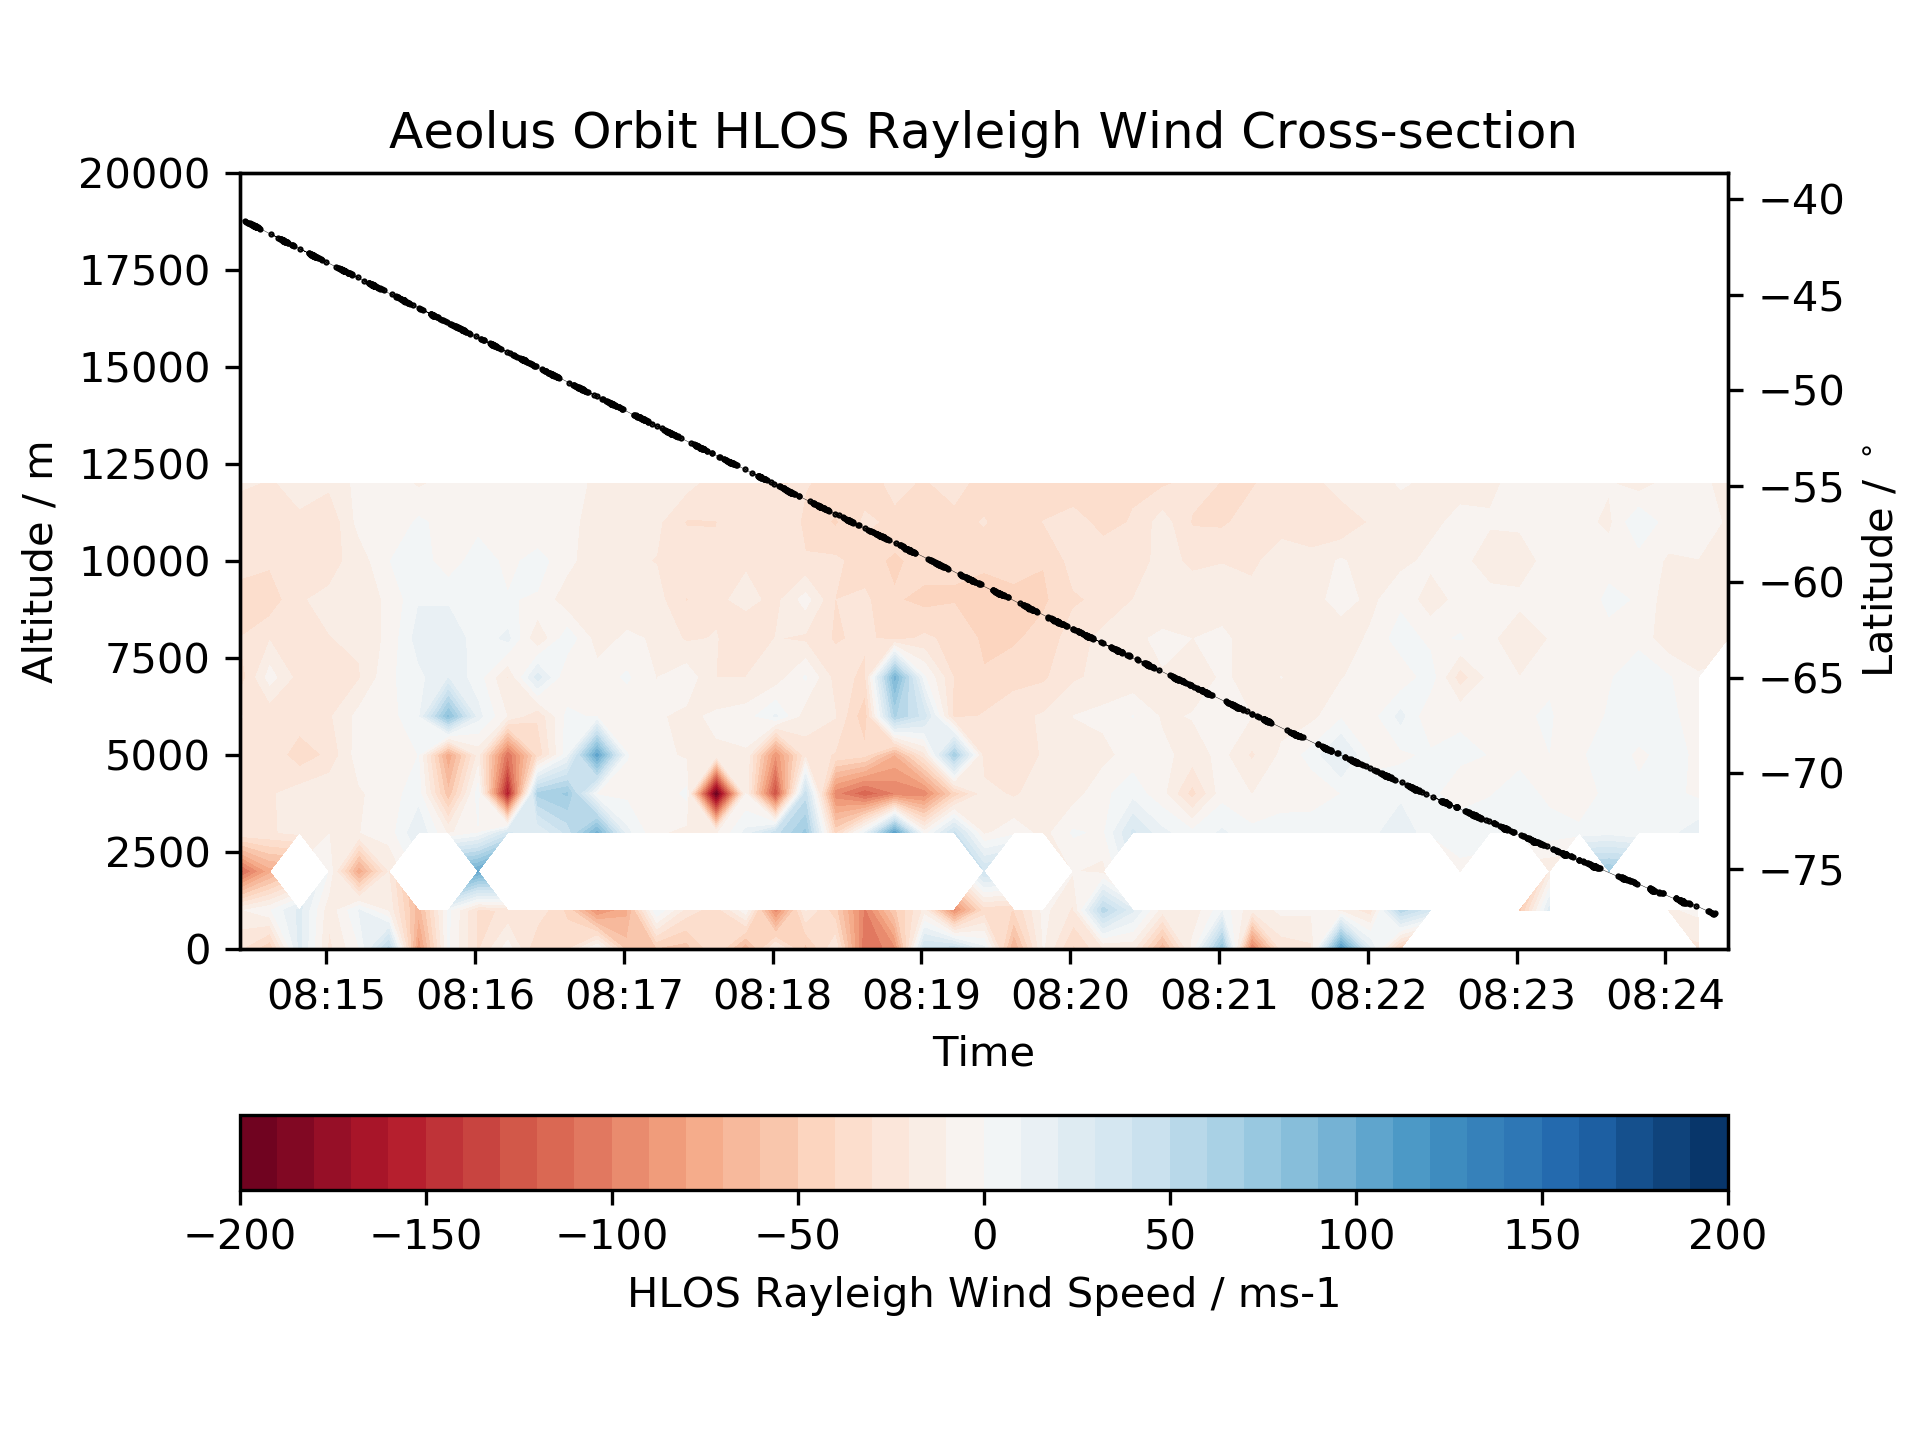 Aeolus Orbit HLOS Rayleigh Wind Cross-section
20000
17500
15000
12500
10000
7500
5000
2500
0
Altitude / m
−40
−45
−50
−55
−60
−65
−70
−75
Latitude / °
08:15 08:16 08:17 08:18 08:19 08:20 08:21 08:22 08:23 08:24
Time
−200 −150 −100 −50 0 50 100 150 200
HLOS Rayleigh Wind Speed / ms-1